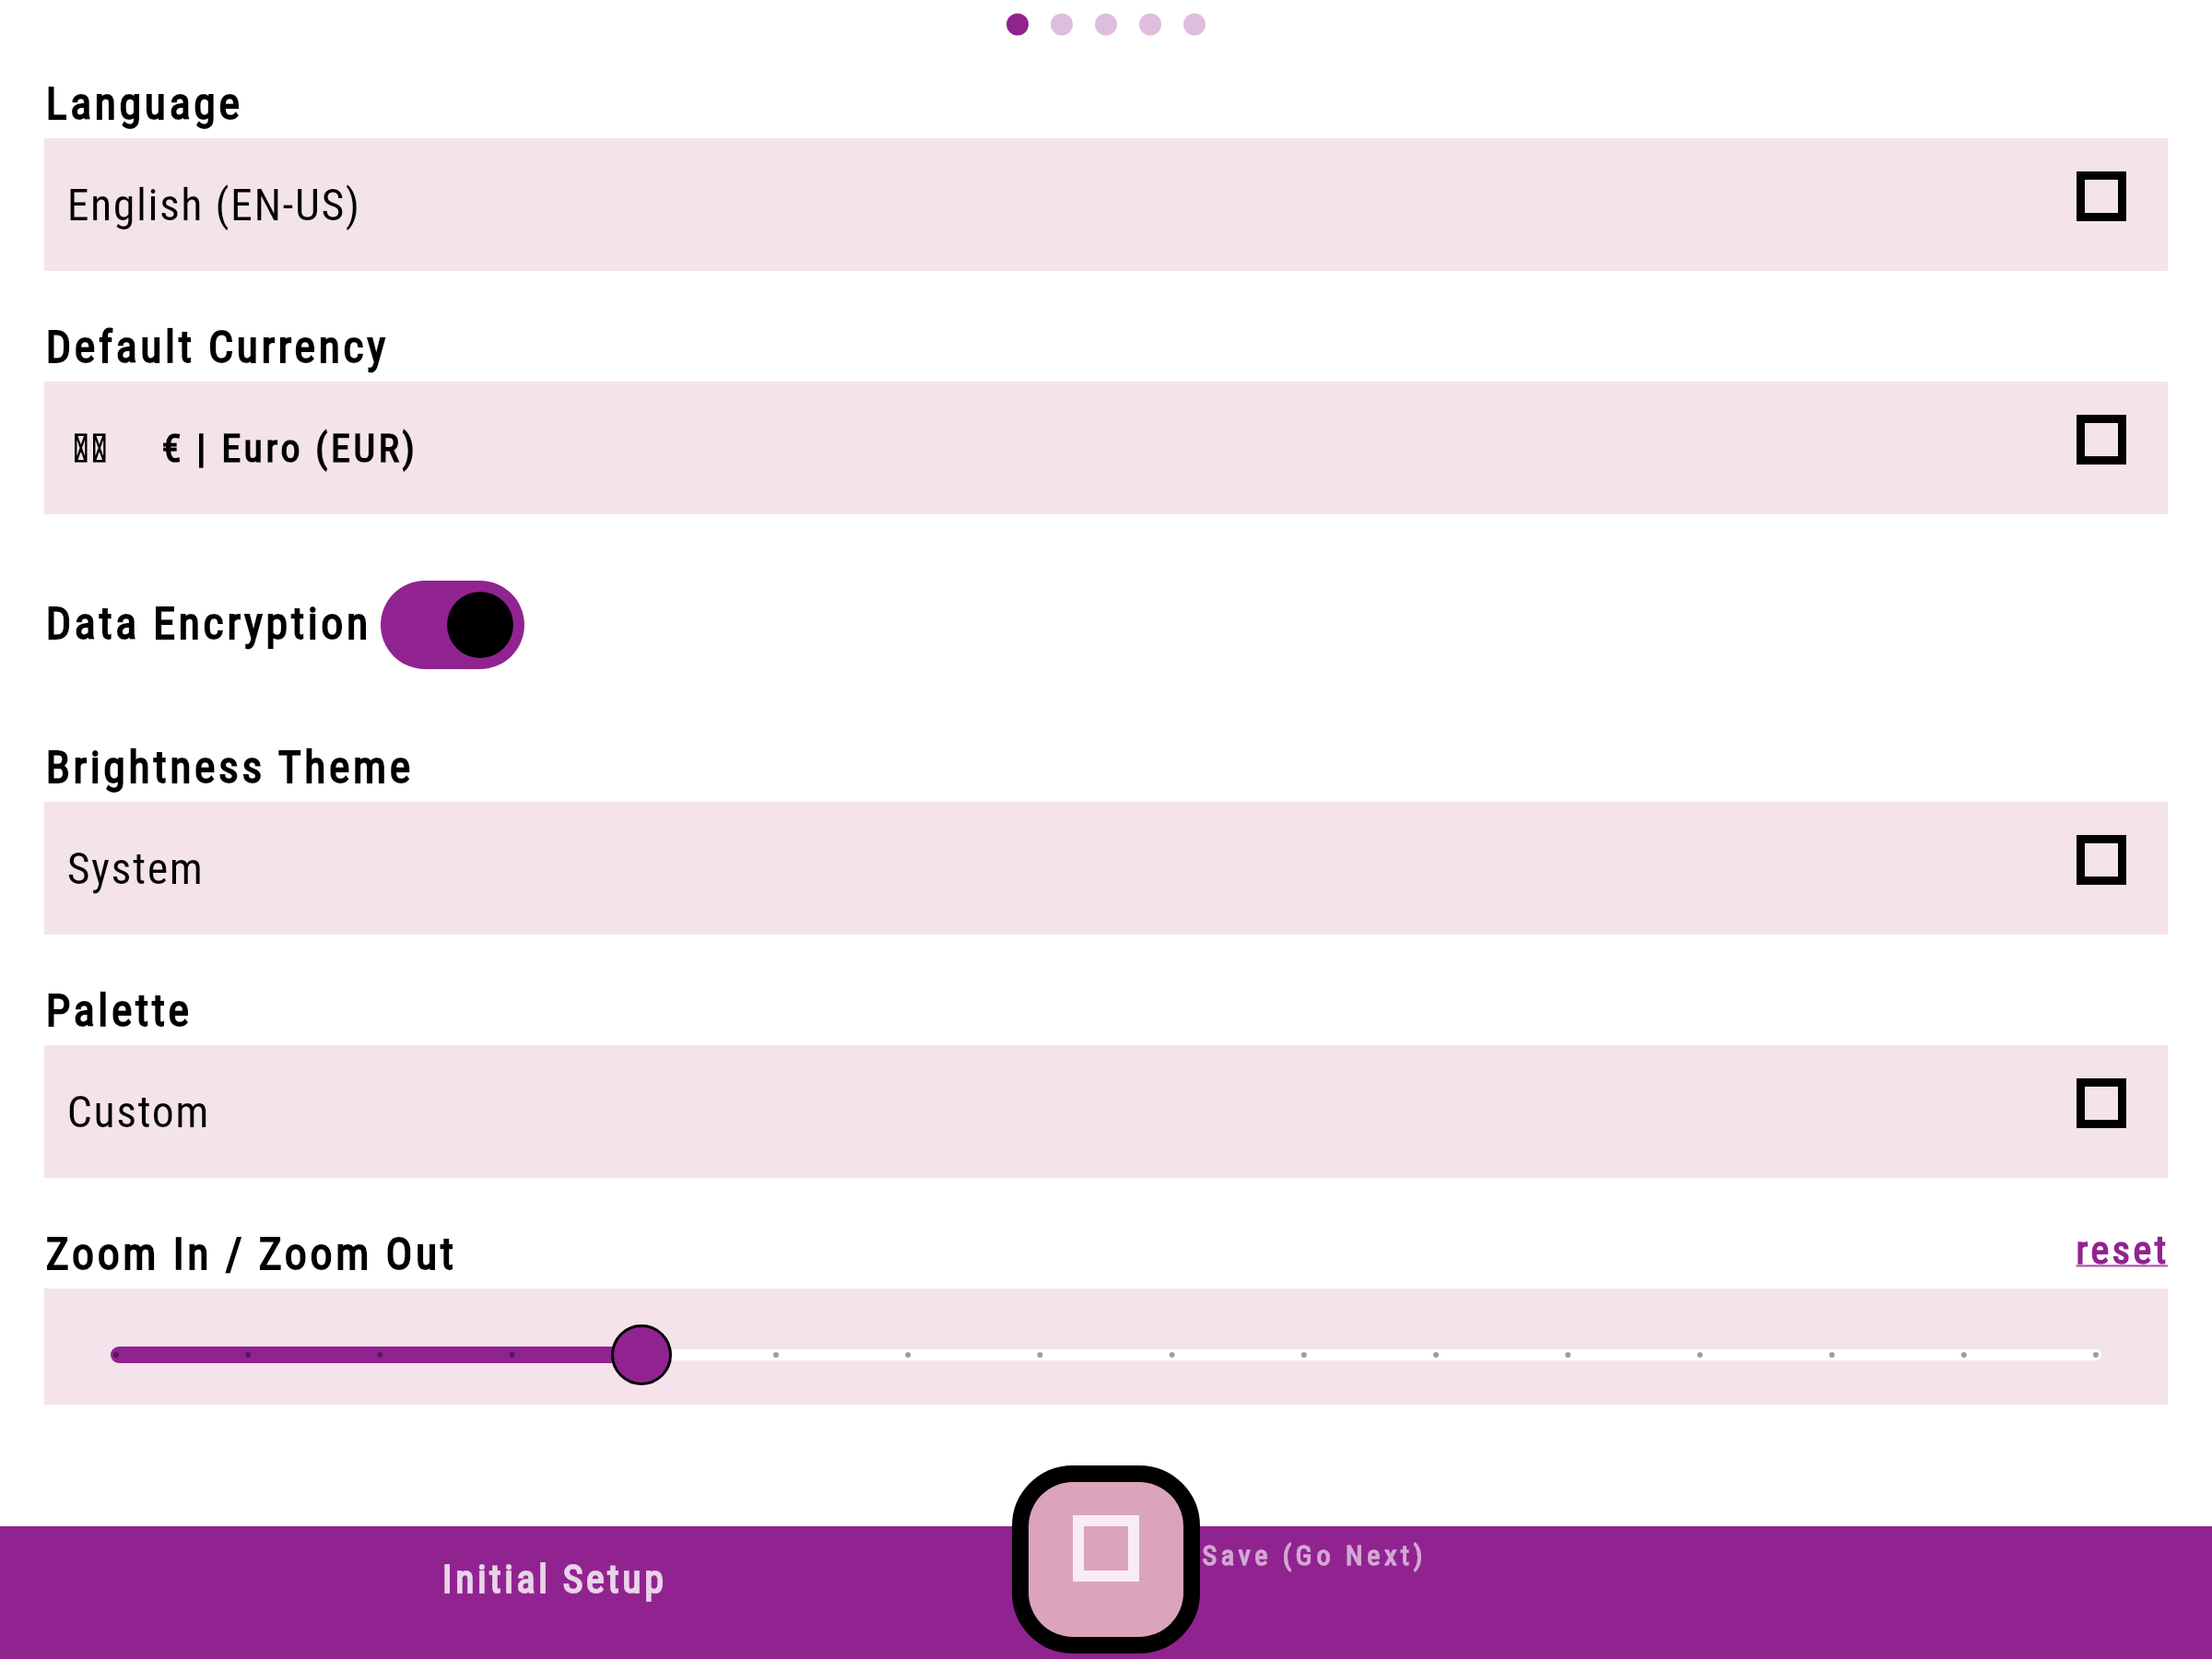 Language
English (EN-US)
Default Currency
€ | Euro (EUR)
Data Encryption
Brightness Theme
System
Palette
Custom
Zoom In / Zoom Out
reset
Initial Setup
Save (Go Next)